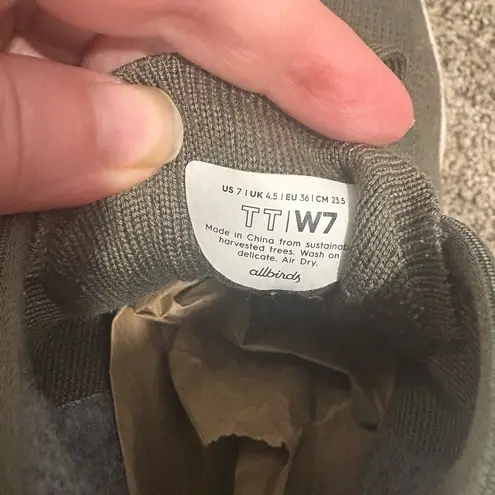 US 7 | UK 4.5 | EU 36 | CM 23.5
TT|W7
Made in China from
harvested trees. Wash on
delicate. Air Dry.
allbirds